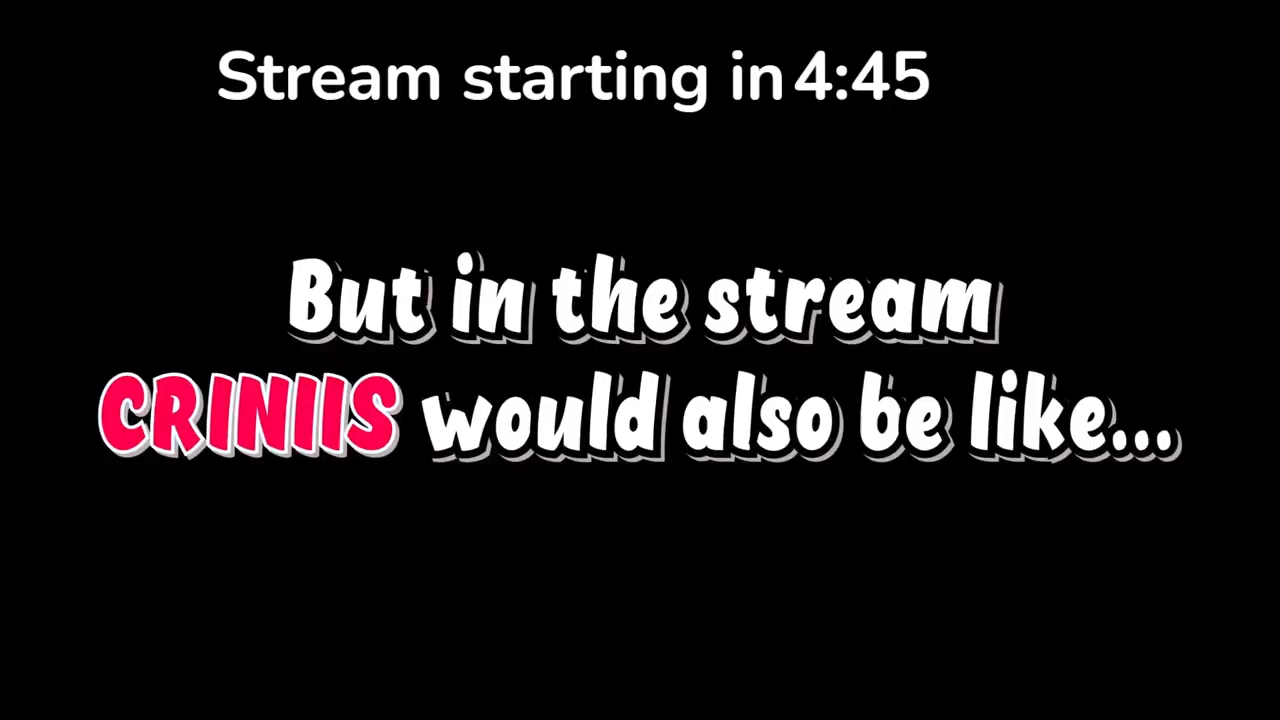 Stream starting in 4:45
But in the stream
CRINIIS would also be like...